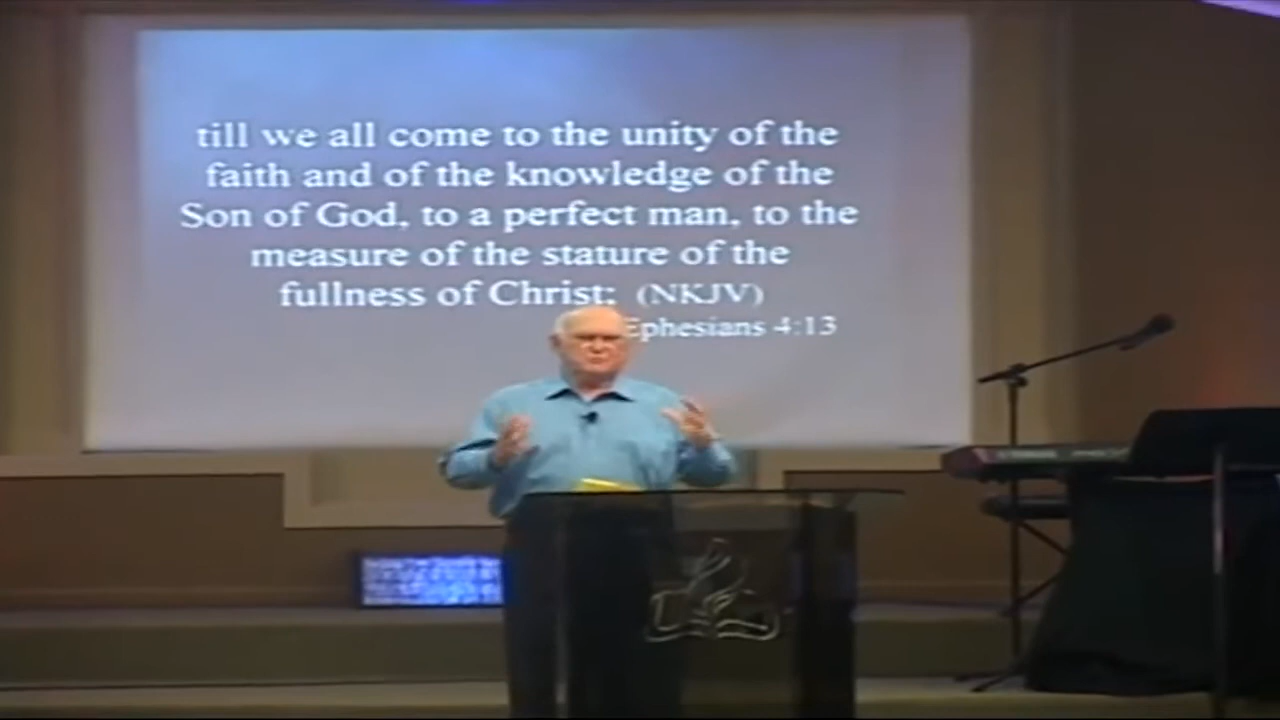 till we all come to the unity of the
faith and of the knowledge of the
Son of God, to a perfect man, to the
measure of the stature of the
fullness of Christ; (NKJV)
Ephesians 4:13